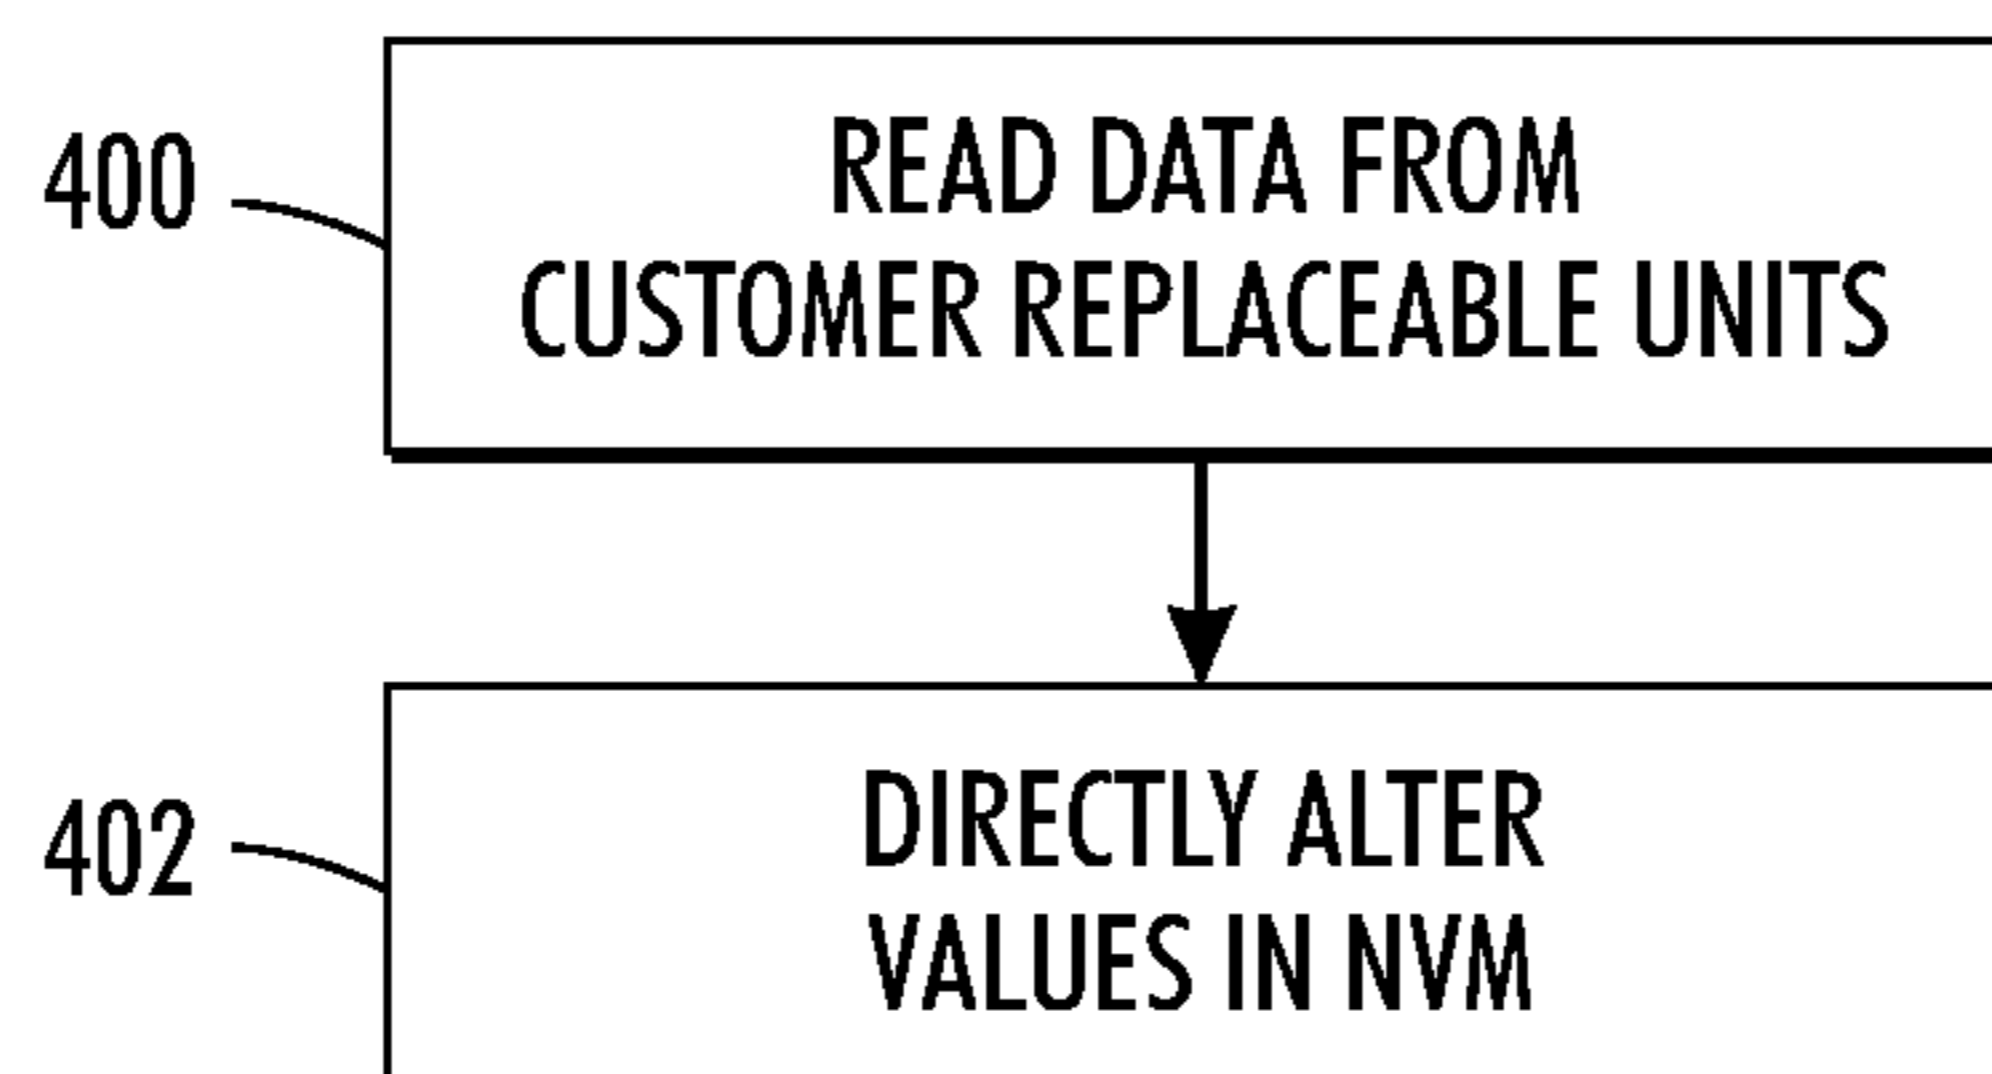 400
READ DATA FROM
CUSTOMER REPLACEABLE UNITS
402
DIRECTLY ALTER
VALUES IN NVM